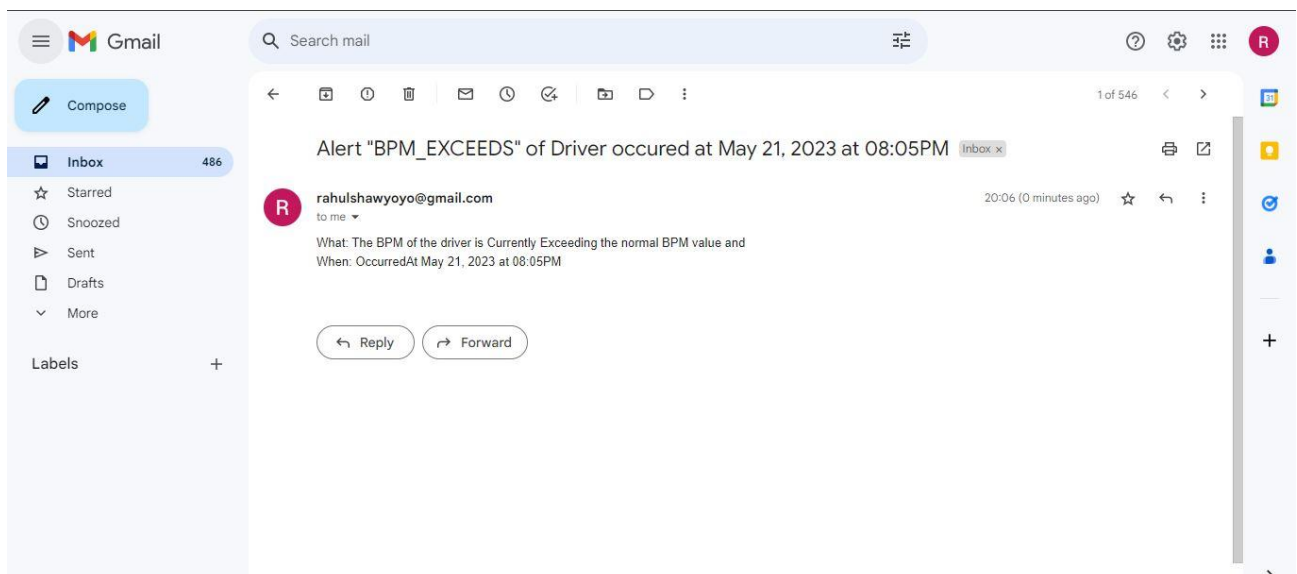 Gmail
Search mail
R
Compose
1 of 546
31
Alert "BPM_EXCEEDS" of Driver occured at May 21, 2023 at 08:05PM Inbox x
Inbox 486
Starred
Snoozed
Sent
Drafts
More
Labels +
R
rahulshawyoyo@gmail.com 20:06 (0 minutes ago)
to me
What: The BPM of the driver is Currently Exceeding the normal BPM value and
When: OccurredAt May 21, 2023 at 08:05PM
Reply Forward